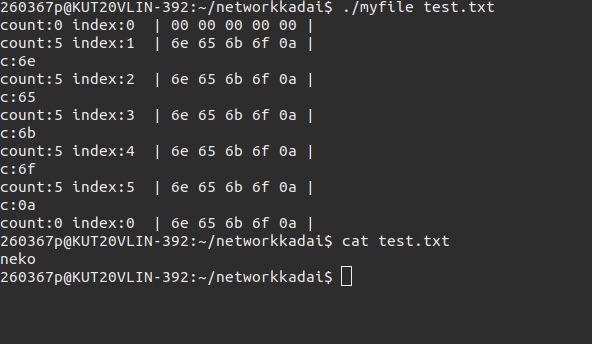 260367p@KUT20VLIN-392:~/networkkadai$ ./myfile test.txt
count:0 index:0  | 00 00 00 00 00 |
count:5 index:1  | 6e 65 6b 6f 0a |
c:6e
count:5 index:2  | 6e 65 6b 6f 0a |
c:65
count:5 index:3  | 6e 65 6b 6f 0a |
c:6b
count:5 index:4  | 6e 65 6b 6f 0a |
c:6f
count:5 index:5  | 6e 65 6b 6f 0a |
c:0a
count:0 index:0  | 6e 65 6b 6f 0a |
260367p@KUT20VLIN-392:~/networkkadai$ cat test.txt
neko
260367p@KUT20VLIN-392:~/networkkadai$